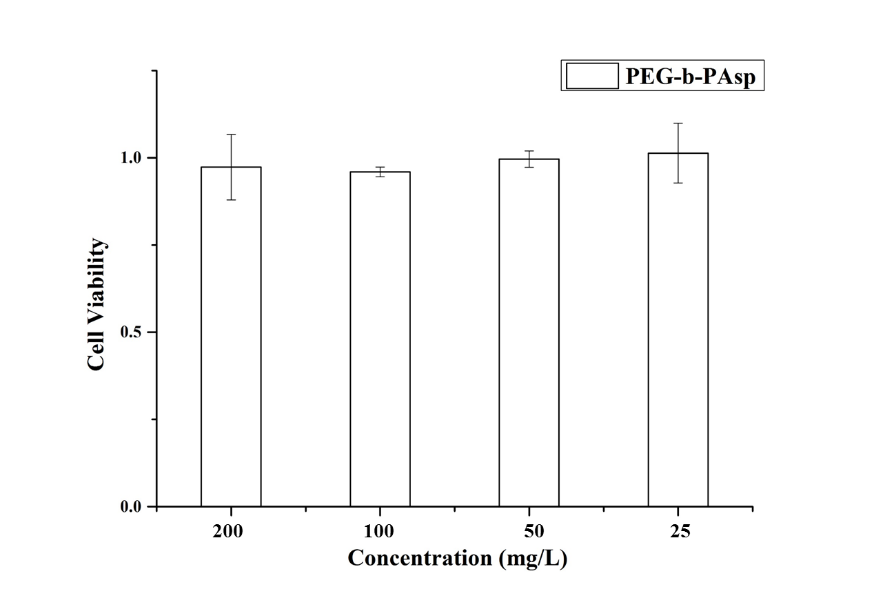 PEG-b-PAsp
1.0
0.5
0.0
Cell Viability
200 100 50 25
Concentration (mg/L)